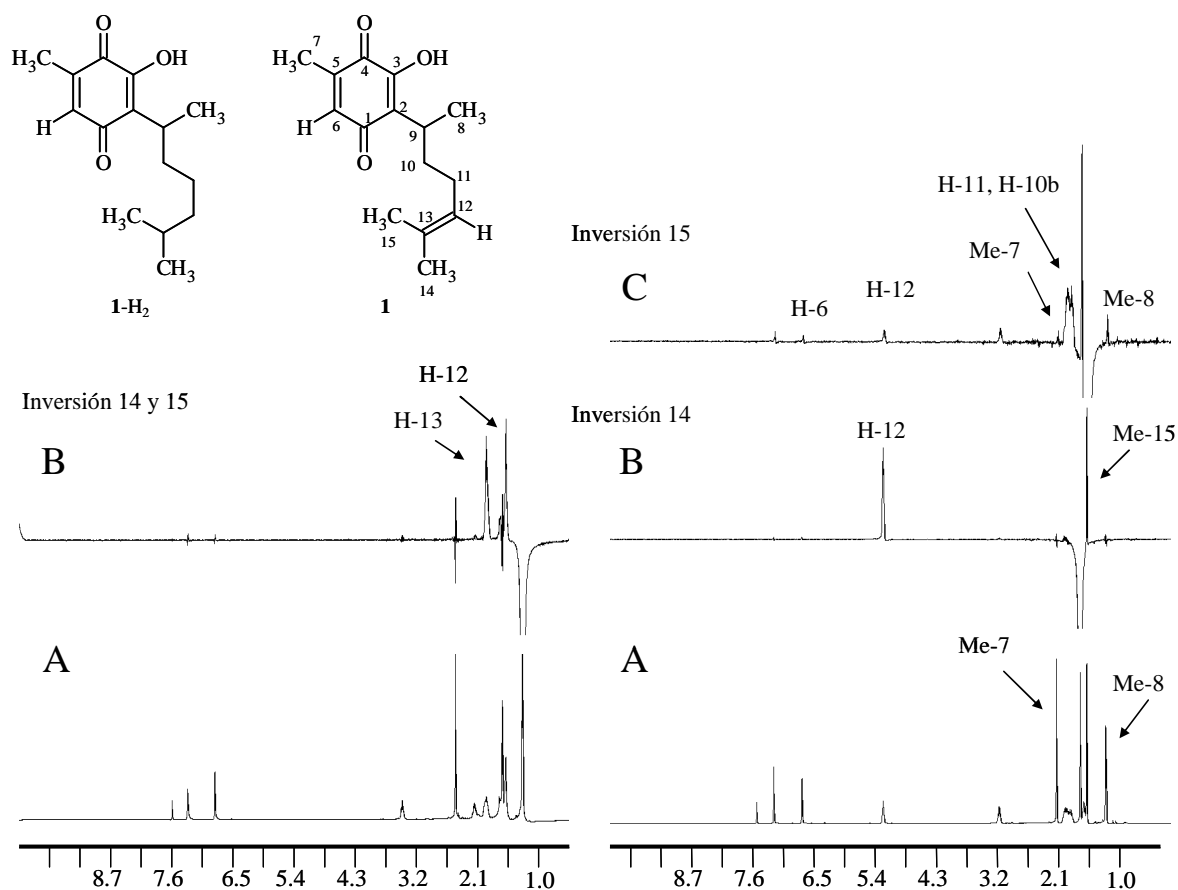 O
H3C
OH
CH3
H
O
H3C
CH3
1-H2
O
7
H3C
5
4
3
OH
6
1
2
8
CH3
H
9
O
10
11
12
H
13
H3C
15
CH3
14
1
Inversión 15
C
H-6
H-12
Me-7
H-11, H-10b
Me-8
Inversión 14 y 15
B
H-13
H-12
Inversión 14
B
H-12
Me-15
A
A
Me-7
Me-8
8.7 7.6 6.5 5.4 4.3 3.2 2.1 1.0
8.7 7.6 6.5 5.4 4.3 3.2 2.1 1.0